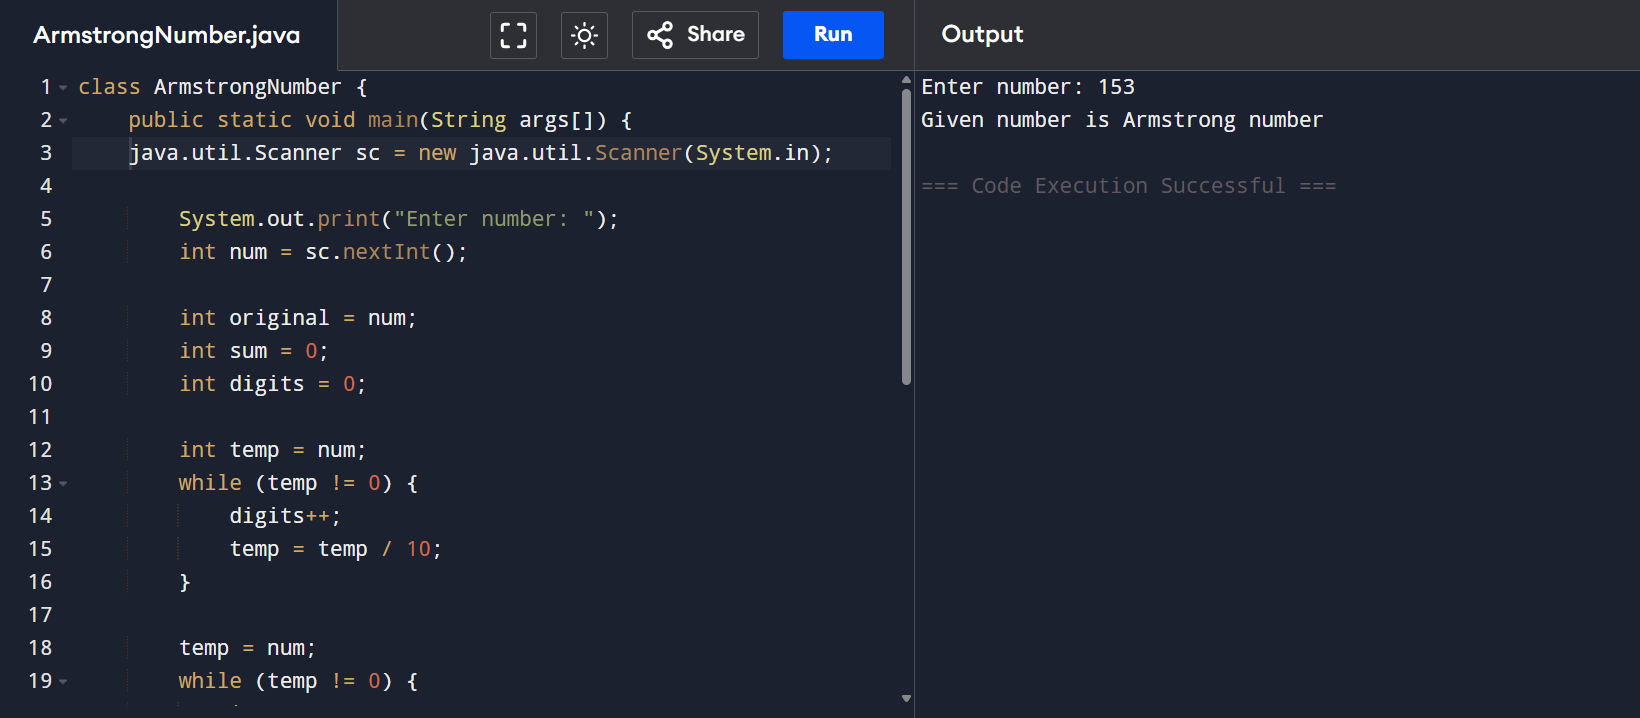 ArmstrongNumber.java
Share
Run
Output
1 class ArmstrongNumber {
2     public static void main(String args[]) {
3     java.util.Scanner sc = new java.util.Scanner(System.in);
4
5         System.out.print("Enter number: ");
6         int num = sc.nextInt();
7
8         int original = num;
9         int sum = 0;
10         int digits = 0;
11
12         int temp = num;
13         while (temp != 0) {
14             digits++;
15             temp = temp / 10;
16         }
17
18         temp = num;
19         while (temp != 0) {
Enter number: 153
Given number is Armstrong number
=== Code Execution Successful ===